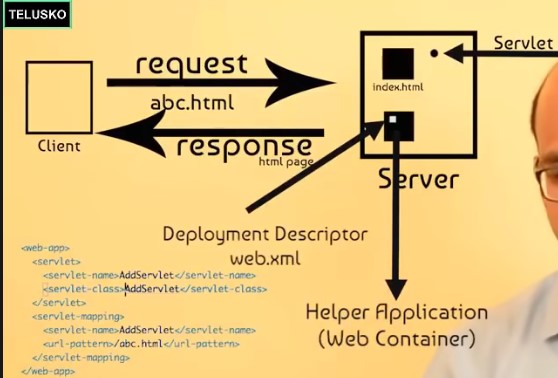 TELUSKO
request
abc.html
response
html page
Client
index.html
Servlet
Server
Deployment Descriptor
web.xml
Helper Application
(Web Container)
<web-app>
<servlet>
<servlet-name>AddServlet</servlet-name>
<servlet-class>AddServlet</servlet-class>
</servlet>
<servlet-mapping>
<servlet-name>AddServlet</servlet-name>
<url-pattern>/abc.html</url-pattern>
</servlet-mapping>
</web-app>